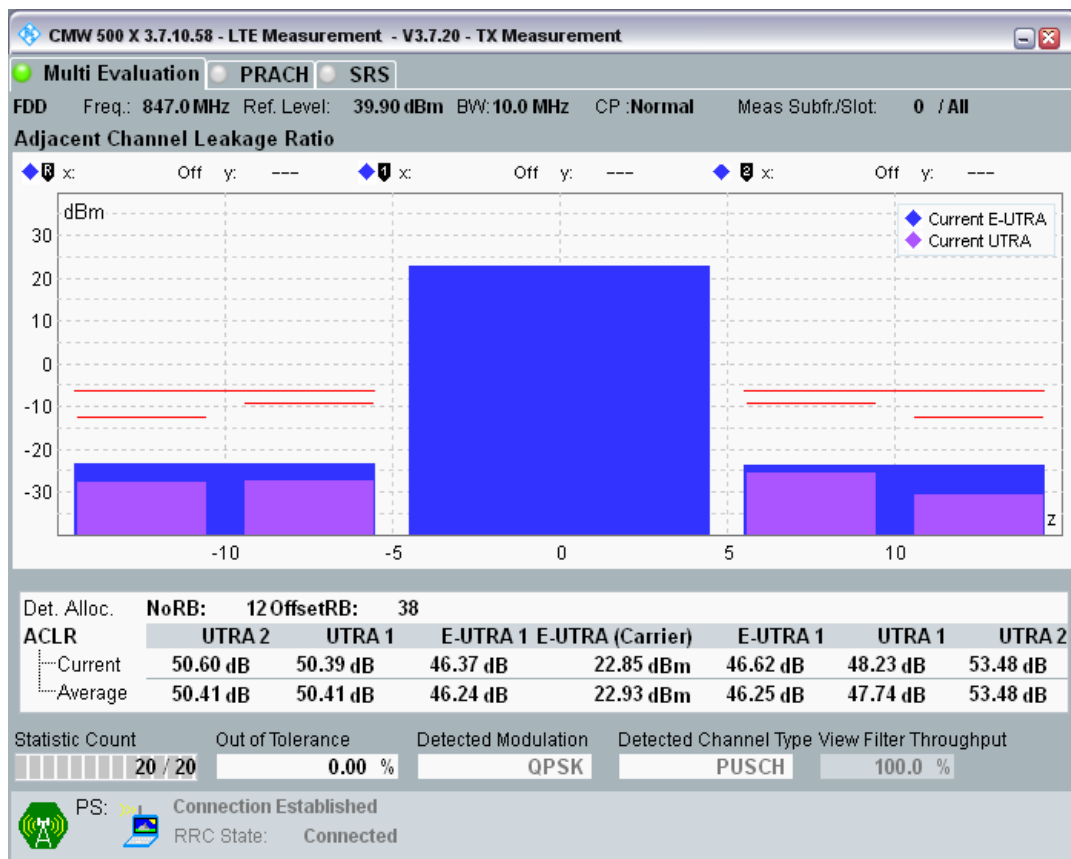 CMW 500 X 3.7.10.58 - LTE Measurement - V3.7.20 - TX Measurement
Multi Evaluation PRACH SRS
FDD Freq.: 847.0 MHz Ref. Level: 39.90 dBm BW: 10.0 MHz CP :Normal Meas Subfr./Slot: 0 / All
Adjacent Channel Leakage Ratio
R x: Off y: --- 1 x: Off y: --- 2 x: Off y: ---
dBm
Current E-UTRA
Current UTRA
30
20
10
0
-10
-20
-30
z
-10 -5 0 5 10
Det. Alloc. NoRB: 12 OffsetRB: 38
ACLR UTRA 2 UTRA 1 E-UTRA 1 E-UTRA (Carrier) E-UTRA 1 UTRA 1 UTRA 2
Current 50.60 dB 50.39 dB 46.37 dB 22.85 dBm 46.62 dB 48.23 dB 53.48 dB
Average 50.41 dB 50.41 dB 46.24 dB 22.93 dBm 46.25 dB 47.74 dB 53.48 dB
Statistic Count Out of Tolerance Detected Modulation Detected Channel Type View Filter Throughput
20 / 20 0.00 % QPSK PUSCH 100.0 %
PS: Connection Established
RRC State: Connected